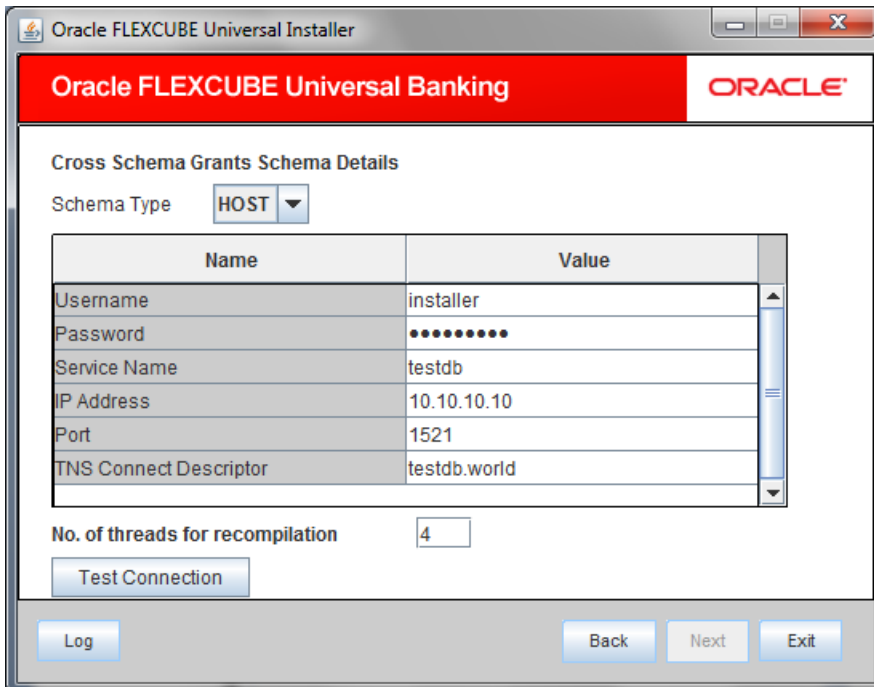 Oracle FLEXCUBE Universal Installer
Oracle FLEXCUBE Universal Banking
ORACLE
Cross Schema Grants Schema Details
Schema Type HOST
Name Value
Username installer
Password •••••••••
Service Name testdb
IP Address 10.10.10.10
Port 1521
TNS Connect Descriptor testdb.world
No. of threads for recompilation 4
Test Connection
Log Back Next Exit